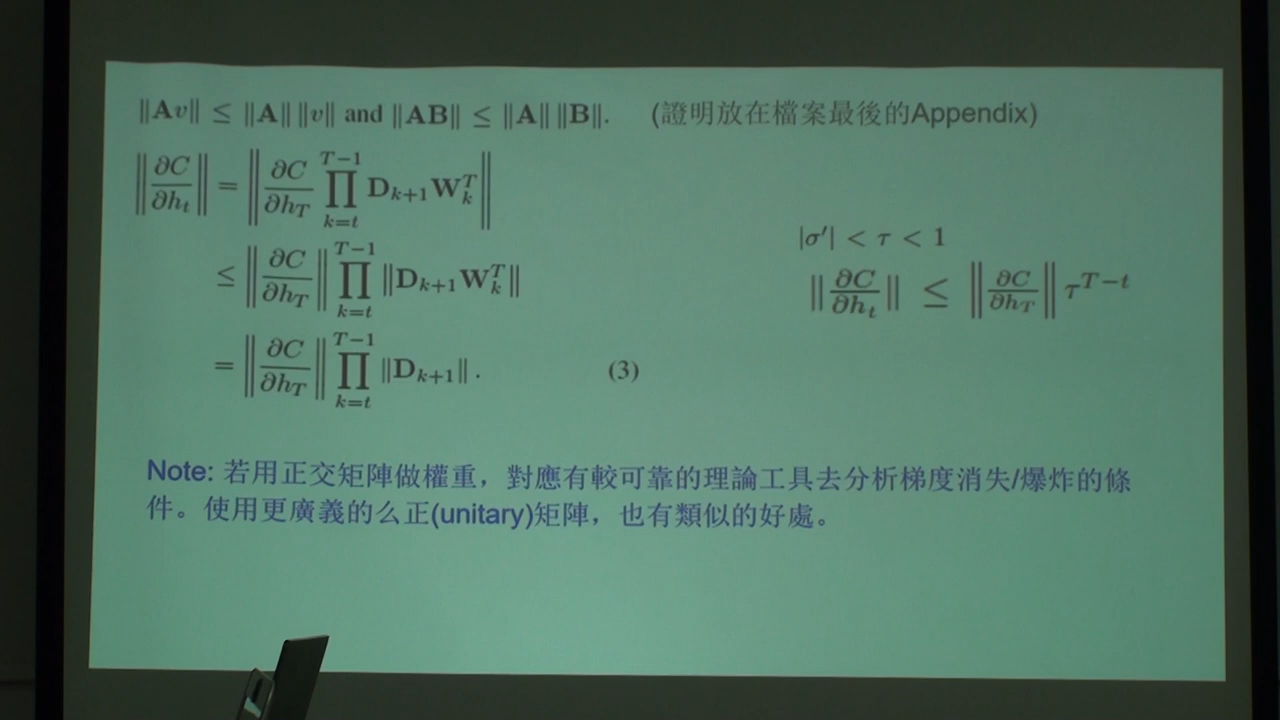 ‖𝐀v‖ ≤ ‖𝐀‖ ‖v‖ and ‖𝐀𝐁‖ ≤ ‖𝐀‖ ‖𝐁‖. (證明放在檔案最後的Appendix)
‖∂C/∂h_t‖ = ‖∂C/∂h_T ∏_{k=t}^{T−1} 𝐃_{k+1}𝐖_k^T‖
≤ ‖∂C/∂h_T‖ ∏_{k=t}^{T−1} ‖𝐃_{k+1}𝐖_k^T‖
= ‖∂C/∂h_T‖ ∏_{k=t}^{T−1} ‖𝐃_{k+1}‖. (3)
|σ′| < τ < 1
‖∂C/∂h_t‖ ≤ ‖∂C/∂h_T‖ τ^{T−t}
Note: 若用正交矩陣做權重，對應有較可靠的理論工具去分析梯度消失/爆炸的條
件。使用更廣義的么正(unitary)矩陣，也有類似的好處。